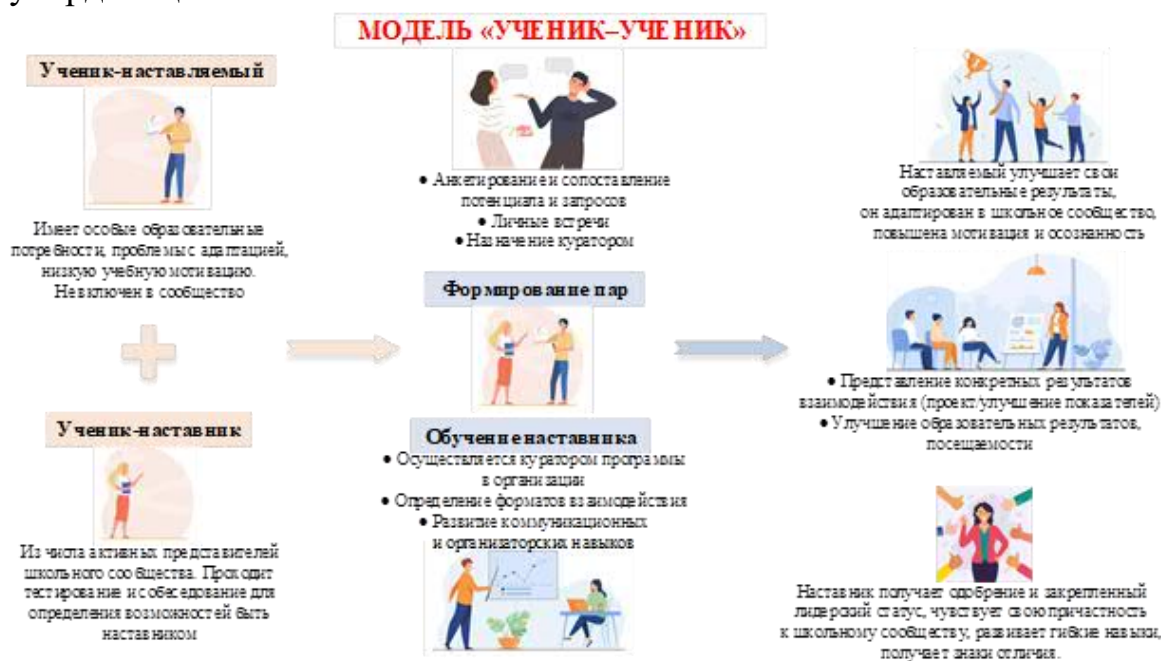 МОДЕЛЬ «УЧЕНИК–УЧЕНИК»
Ученик-наставляемый
Имеет особые образовательные
потребности, проблемы с адаптацией,
низкую учебную мотивацию.
Не включен в сообщество
Ученик-наставник
Из числа активных представителей
школьного сообщества. Проходит
тестирование и собеседование для
определения возможностей быть
наставником
● Анкетирование и сопоставление
потенциала и запросов
● Личные встречи
● Назначение куратором
Формирование пар
Обучение наставника
● Осуществляется куратором программы
в организации
● Определение форматов взаимодействия
● Развитие коммуникационных
и организаторских навыков
Наставляемый улучшает свои
образовательные результаты,
он адаптирован в школьное сообщество,
повышена мотивация и осознанность
● Представление конкретных результатов
взаимодействия (проект/улучшение показателей)
● Улучшение образовательных результатов,
посещаемости
Наставник получает одобрение и закрепленный
лидерский статус, чувствует свою причастность
к школьному сообществу, развивает гибкие навыки,
получает знаки отличия.